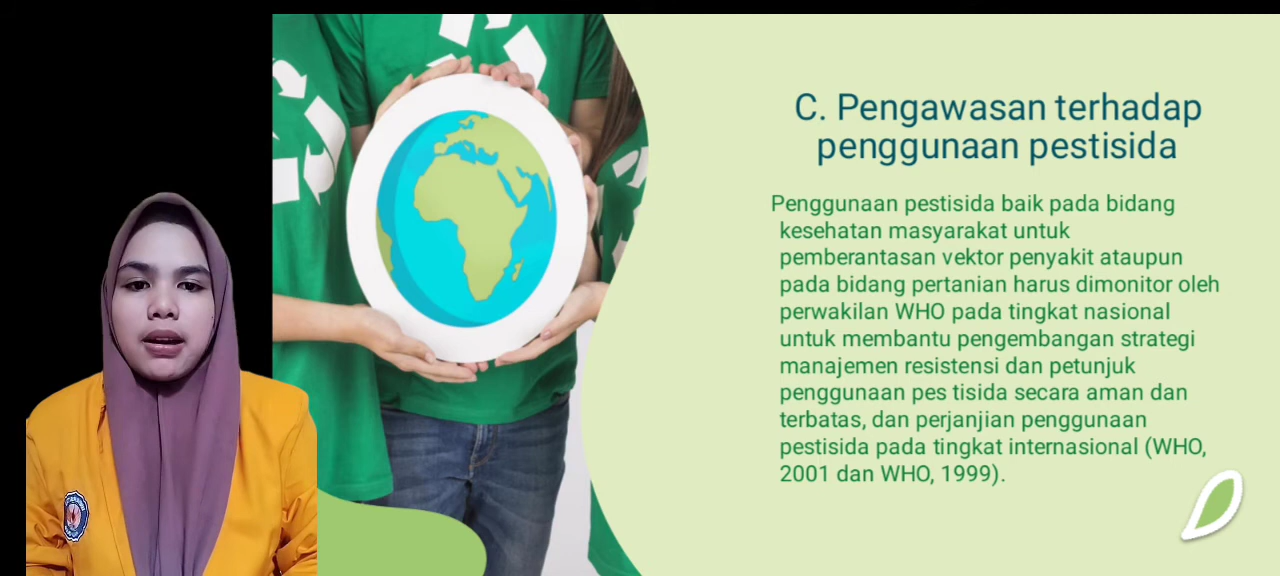 C. Pengawasan terhadap
penggunaan pestisida
Penggunaan pestisida baik pada bidang
kesehatan masyarakat untuk
pemberantasan vektor penyakit ataupun
pada bidang pertanian harus dimonitor oleh
perwakilan WHO pada tingkat nasional
untuk membantu pengembangan strategi
manajemen resistensi dan petunjuk
penggunaan pes tisida secara aman dan
terbatas, dan perjanjian penggunaan
pestisida pada tingkat internasional (WHO,
2001 dan WHO, 1999).